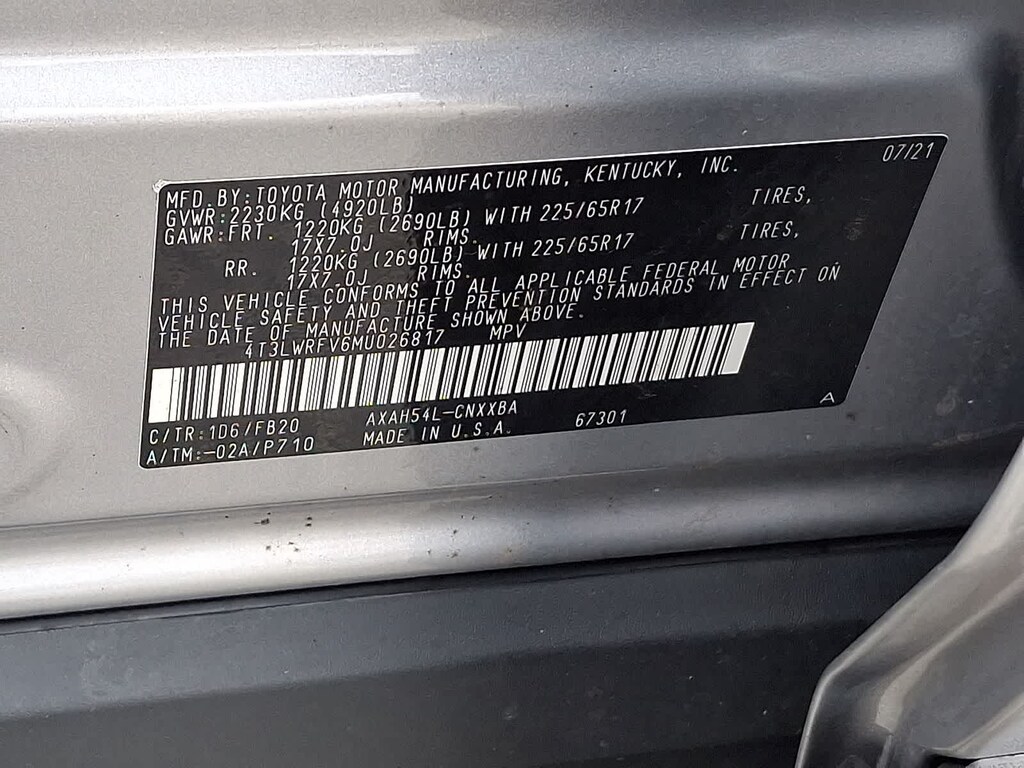 07/21
MFD.BY:TOYOTA MOTOR MANUFACTURING, KENTUCKY, INC.
GVWR:2230KG (4920LB)
GAWR:FRT. 1220KG (2690LB) WITH 225/65R17 TIRES,
17X7.0J RIMS.
RR. 1220KG (2690LB) WITH 225/65R17 TIRES,
17X7.0J RIMS.
THIS VEHICLE CONFORMS TO ALL APPLICABLE FEDERAL MOTOR
VEHICLE SAFETY AND THEFT PREVENTION STANDARDS IN EFFECT ON
THE DATE OF MANUFACTURE SHOWN ABOVE.
4T3LWRFV6MU026817 MPV
C/TR:1D6/FB20 AXAH54L-CNXXBA 67301 A
A/TM:-02A/P710 MADE IN U.S.A.